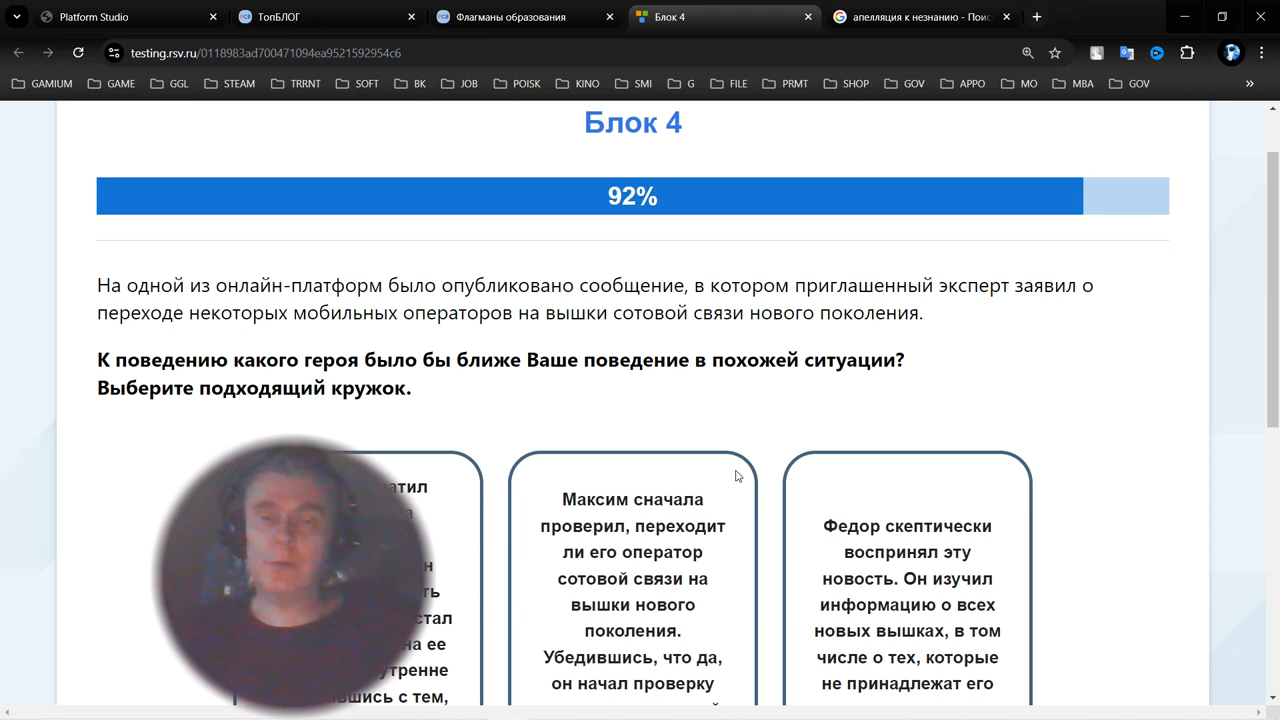 Platform Studio
ТопБЛОГ
Флагманы образования
Блок 4
апелляция к незнанию - Поис
testing.rsv.ru/0118983ad700471094ea9521592954c6
GAMIUM GAME GGL STEAM TRRNT SOFT BK JOB POISK KINO SMI G FILE PRMT SHOP GOV APPO MO MBA GOV
Блок 4
92%
На одной из онлайн-платформ было опубликовано сообщение, в котором приглашенный эксперт заявил о
переходе некоторых мобильных операторов на вышки сотовой связи нового поколения.
К поведению какого героя было бы ближе Ваше поведение в похожей ситуации?
Выберите подходящий кружок.
Максим сначала
проверил, переходит
ли его оператор
сотовой связи на
вышки нового
поколения.
Убедившись, что да,
он начал проверку
Федор скептически
воспринял эту
новость. Он изучил
информацию о всех
новых вышках, в том
числе о тех, которые
не принадлежат его